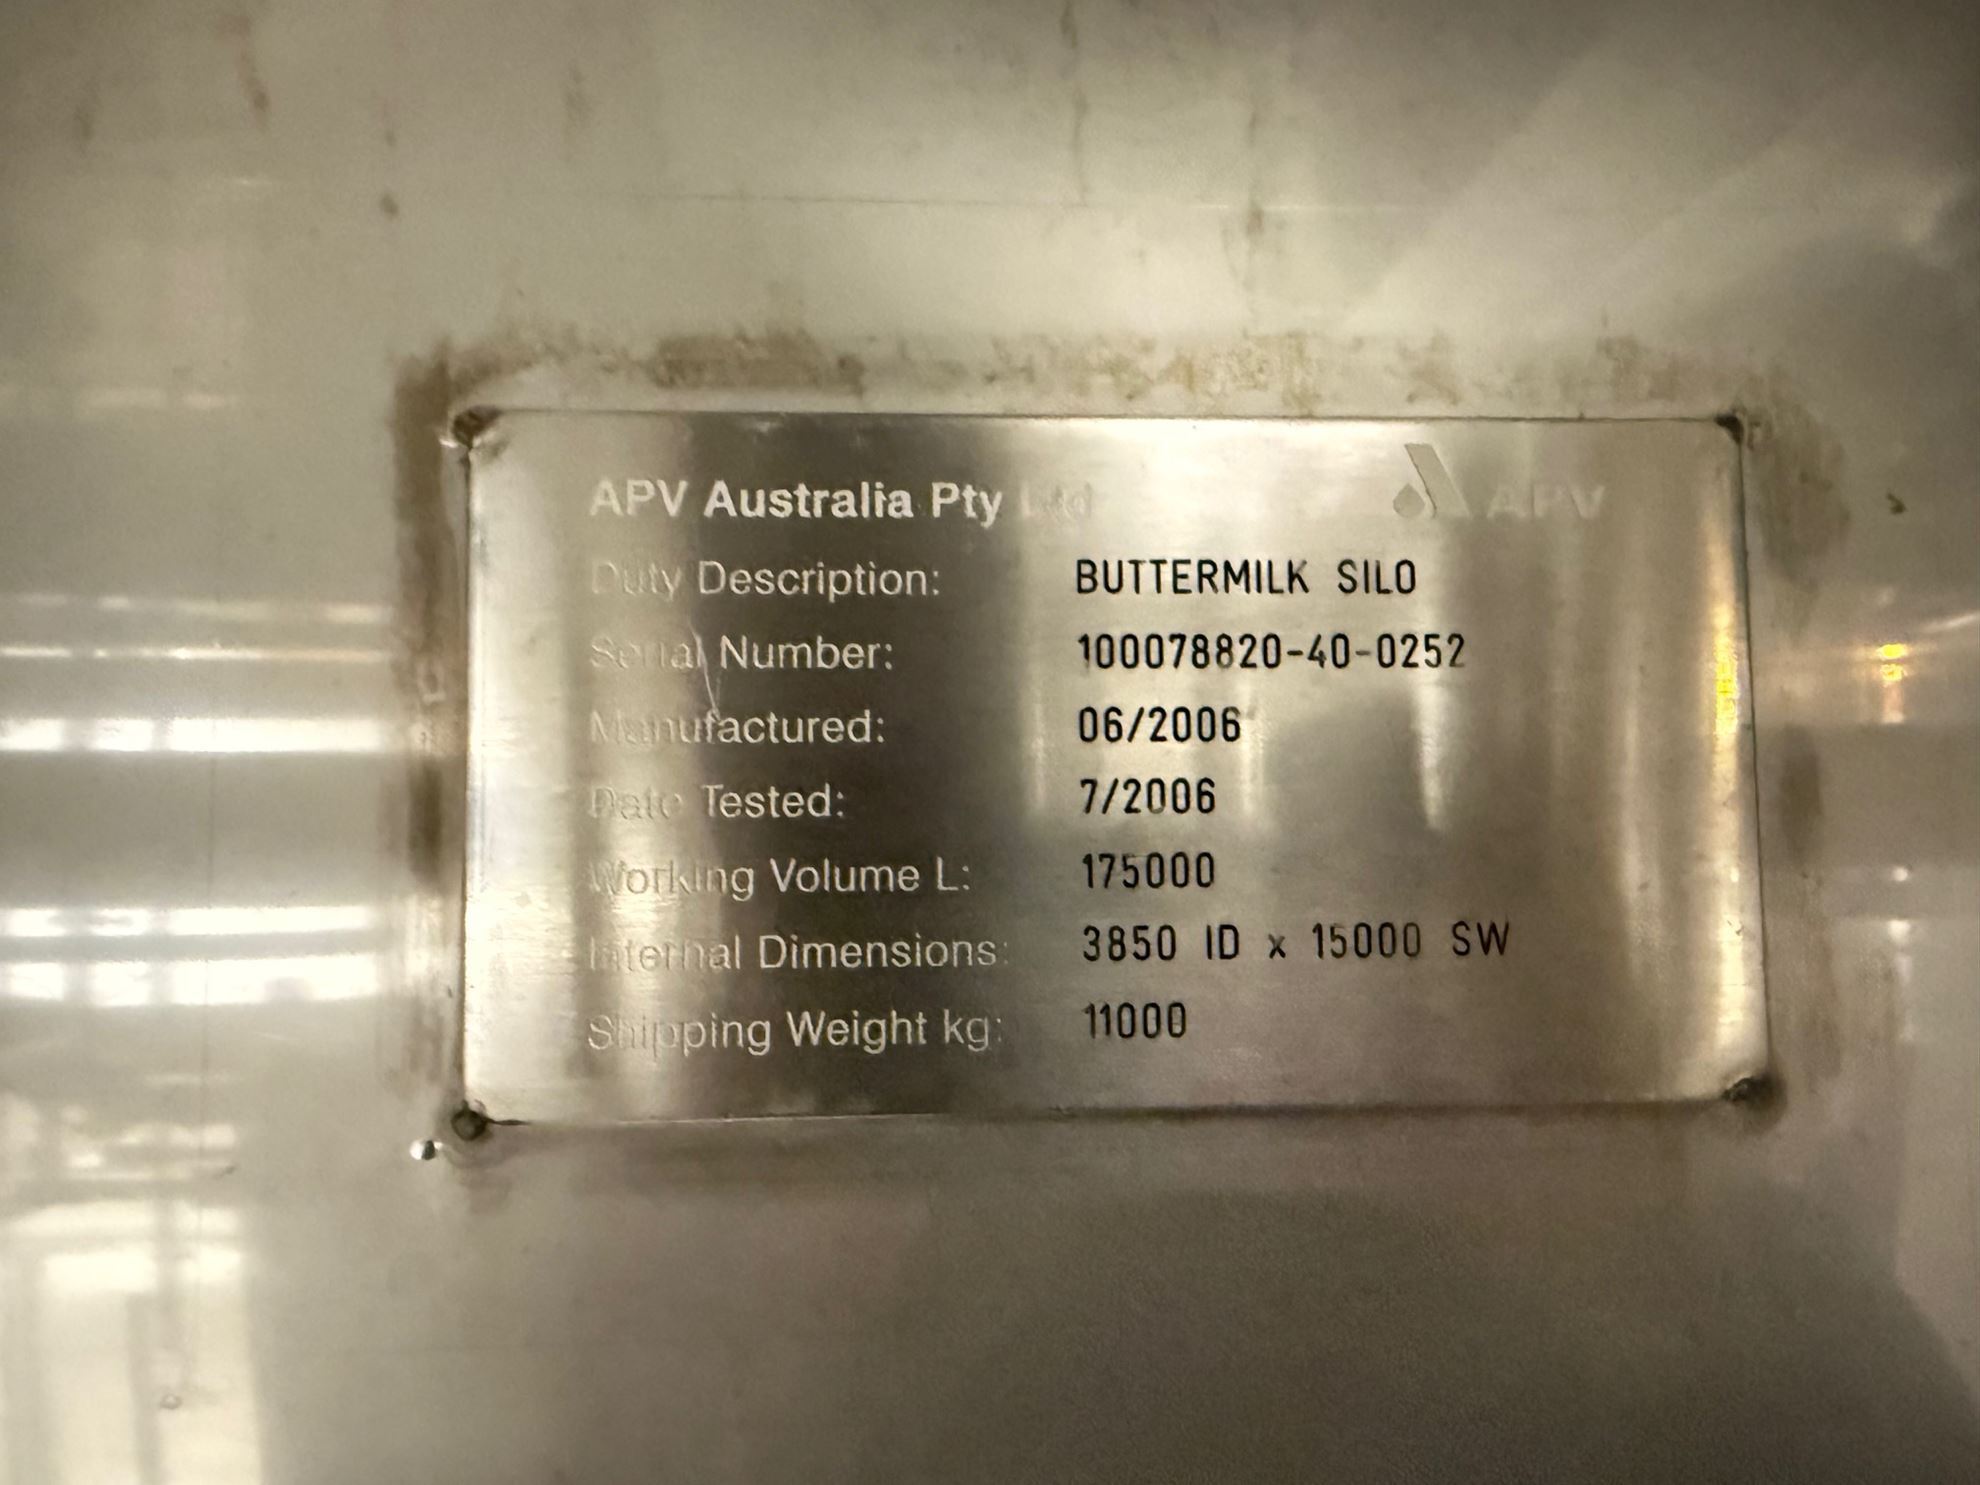 APV Australia Pty Ltd
APV
Duty Description: BUTTERMILK SILO
Serial Number: 100078820-40-0252
Manufactured: 06/2006
Date Tested: 7/2006
Working Volume L: 175000
Internal Dimensions: 3850 ID x 15000 SW
Shipping Weight kg: 11000